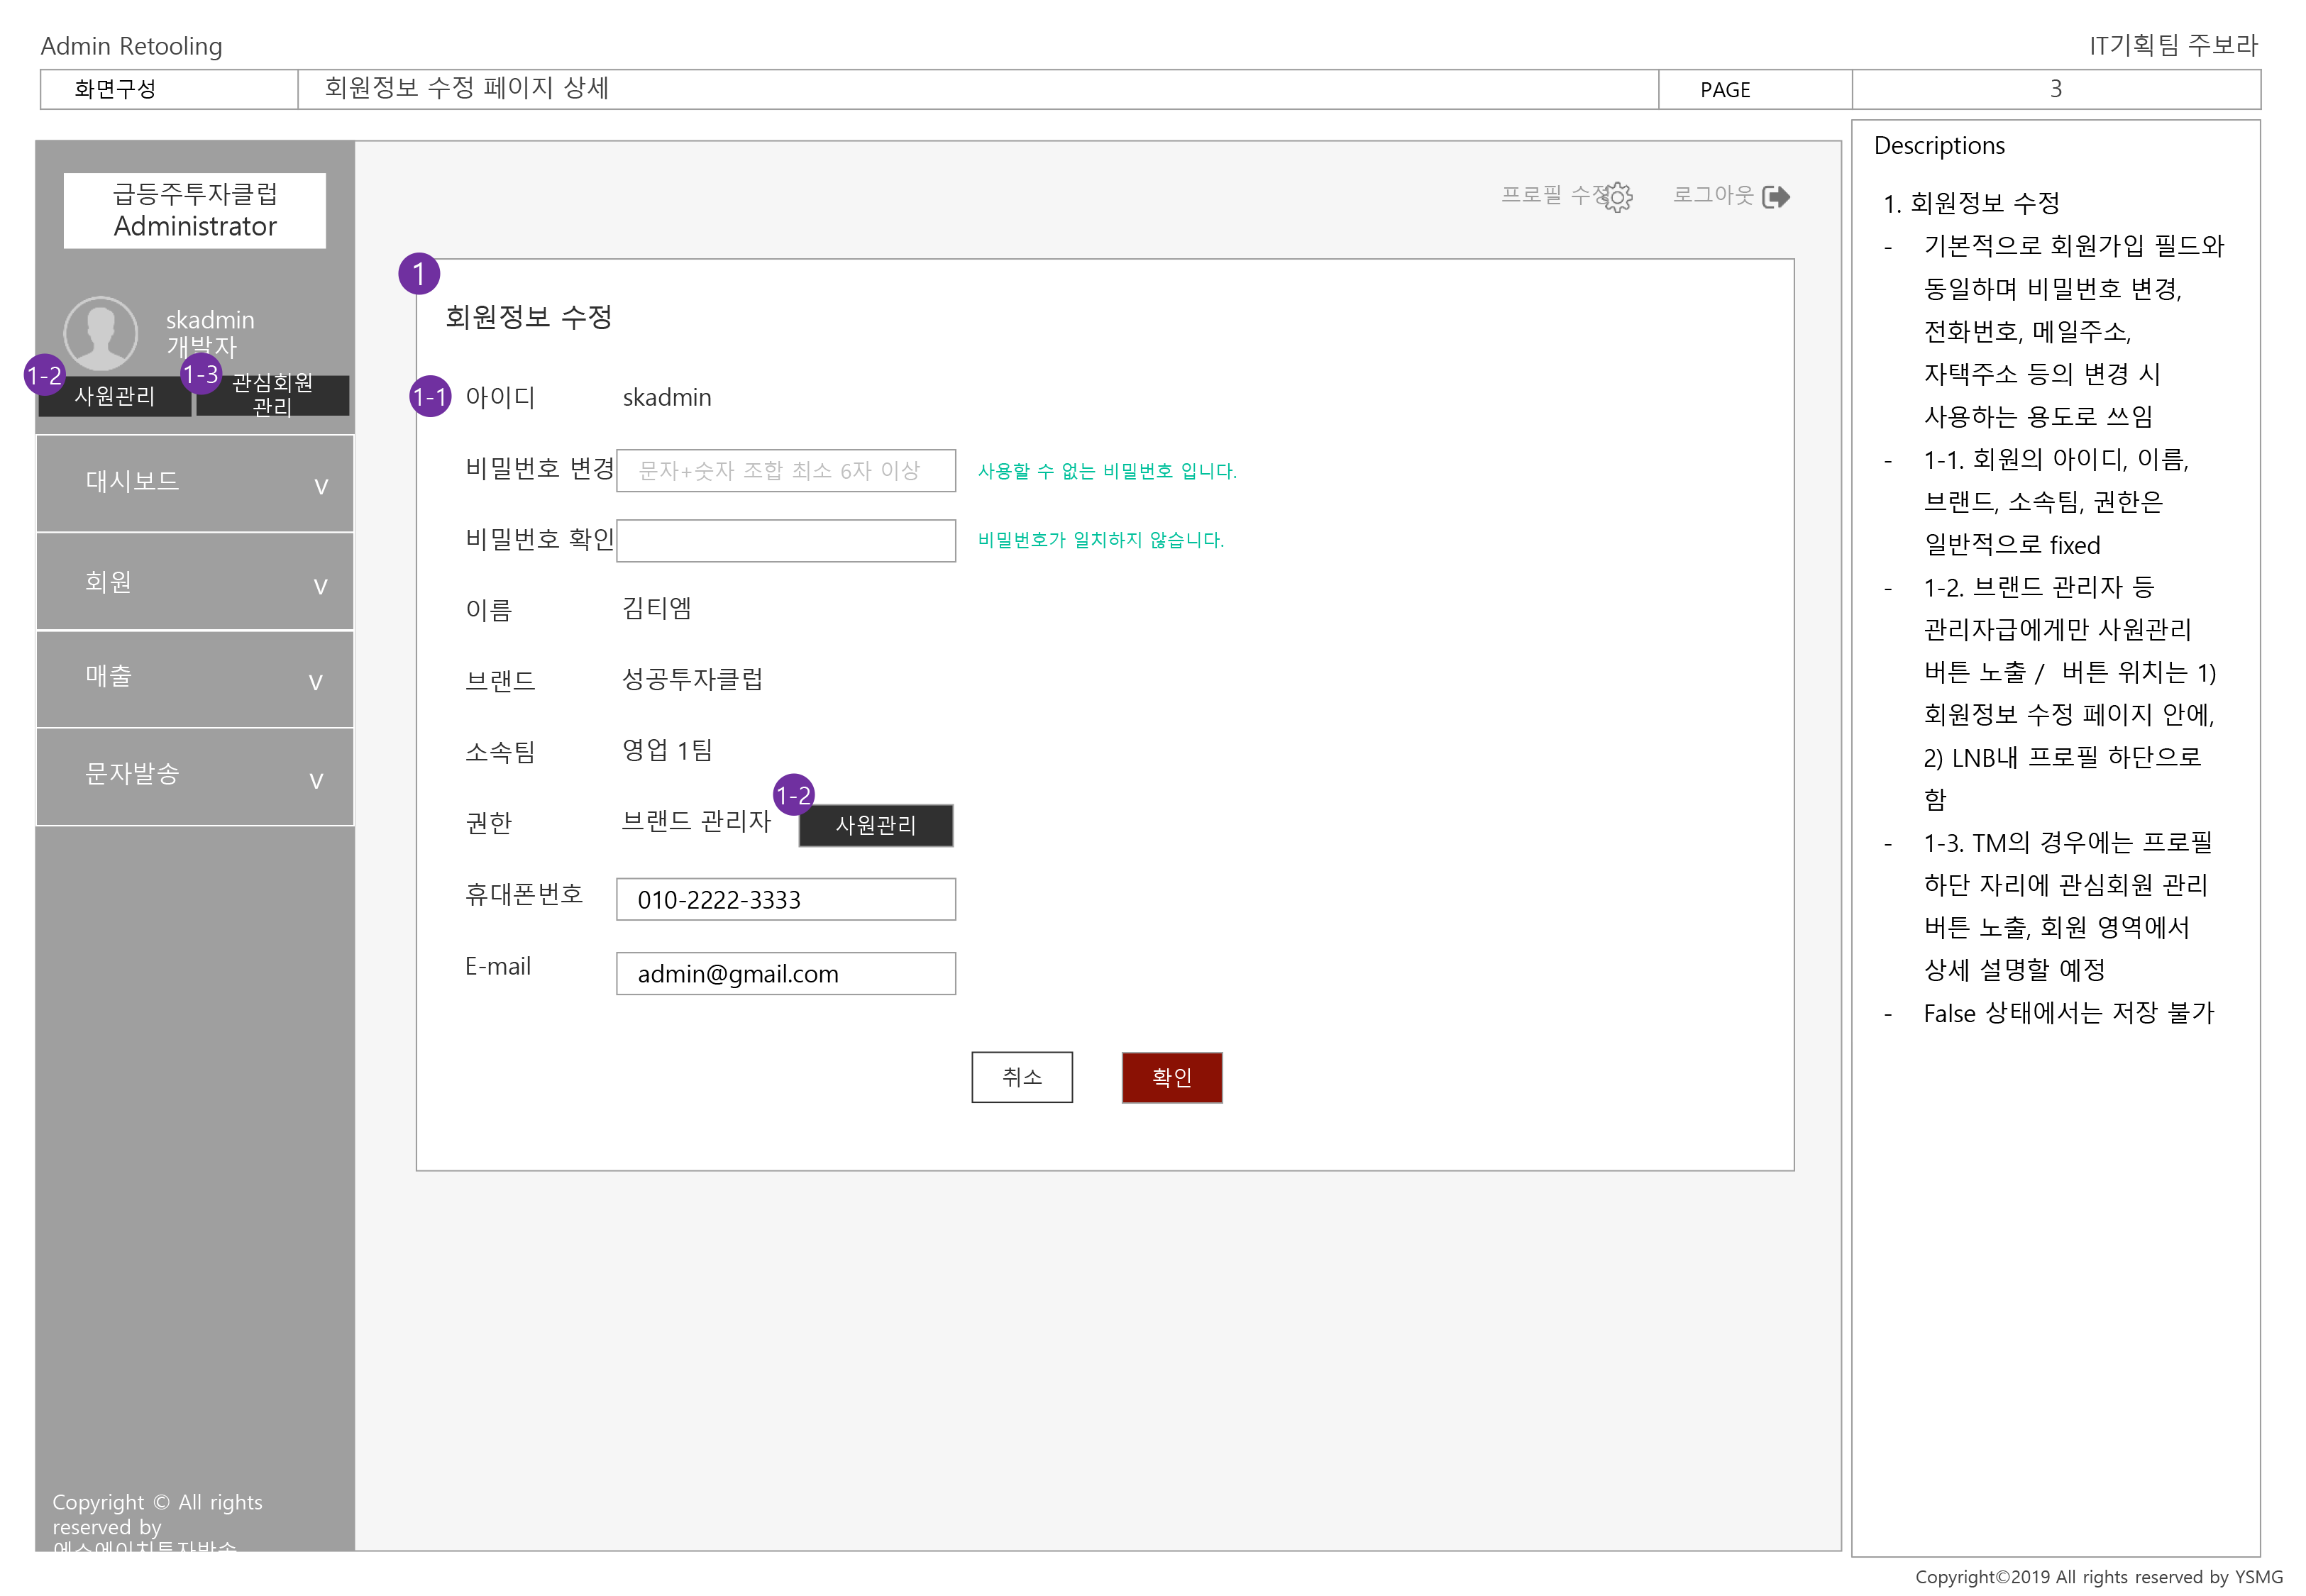 Admin Retooling
IT기획팀 주보라
화면구성
회원정보 수정 페이지 상세
PAGE
3
급등주투자클럽
Administrator
skadmin
개발자
1-2
사원관리
1-3
관심회원
관리
대시보드 v
회원 v
매출 v
문자발송 v
Copyright © All rights
reserved by
에스에이치투자방송
프로필 수정
로그아웃
1
회원정보 수정
1-1
아이디 skadmin
비밀번호 변경 문자+숫자 조합 최소 6자 이상 사용할 수 없는 비밀번호 입니다.
비밀번호 확인 비밀번호가 일치하지 않습니다.
이름 김티엠
브랜드 성공투자클럽
소속팀 영업 1팀
권한 브랜드 관리자
1-2
사원관리
휴대폰번호 010-2222-3333
E-mail admin@gmail.com
취소 확인
Descriptions
1. 회원정보 수정
- 기본적으로 회원가입 필드와
동일하며 비밀번호 변경,
전화번호, 메일주소,
자택주소 등의 변경 시
사용하는 용도로 쓰임
- 1-1. 회원의 아이디, 이름,
브랜드, 소속팀, 권한은
일반적으로 fixed
- 1-2. 브랜드 관리자 등
관리자급에게만 사원관리
버튼 노출 / 버튼 위치는 1)
회원정보 수정 페이지 안에,
2) LNB내 프로필 하단으로
함
- 1-3. TM의 경우에는 프로필
하단 자리에 관심회원 관리
버튼 노출, 회원 영역에서
상세 설명할 예정
- False 상태에서는 저장 불가
Copyright©2019 All rights reserved by YSMG